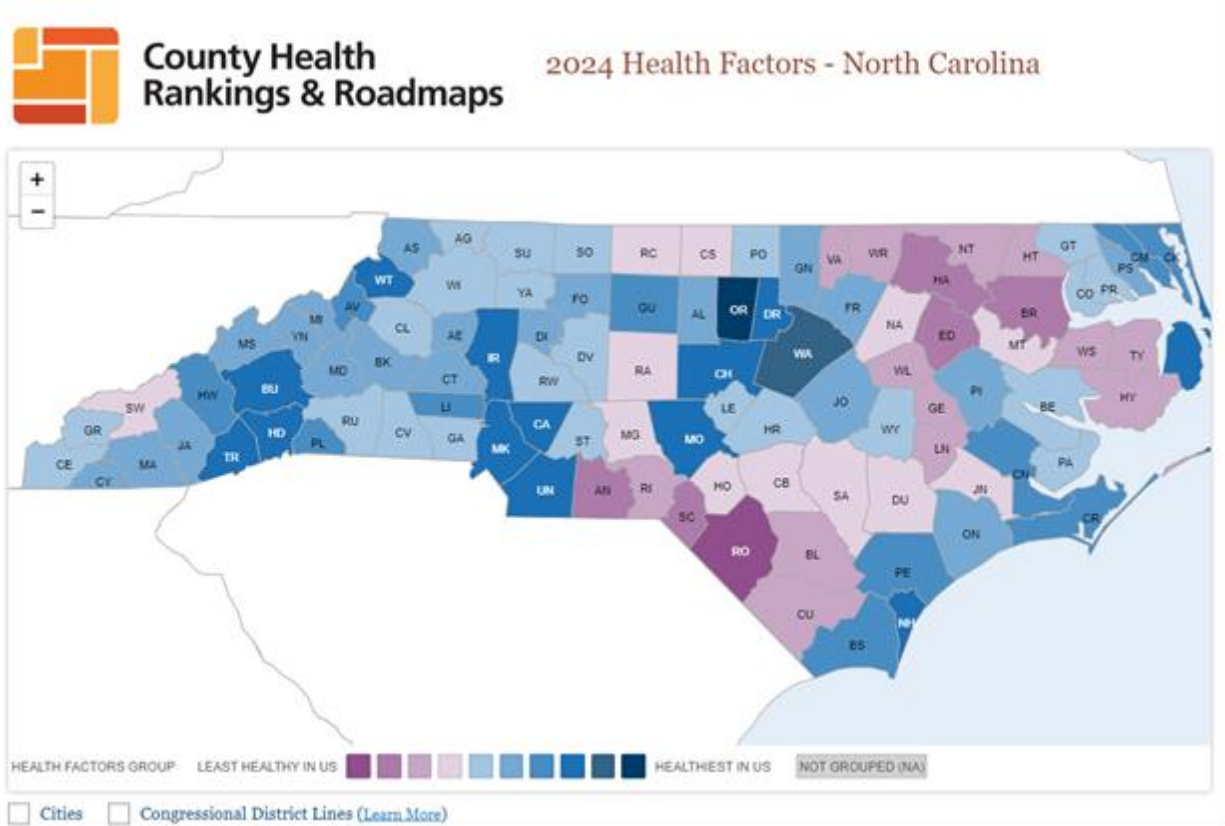 County Health
Rankings & Roadmaps
2024 Health Factors - North Carolina
+
−
AS AG SU SO RC CS PO GN VA WR NT HT GT CM CK
PS
WT WI YA FO GU AL OR DR FR HA BR CO PR
AV MI CL AE IR DI NA ED
MS YN MD BK CT RW DV RA CH WA WL MT WS TY
SW HW BU LI LE JO PI GE BE HY
GR JA HD PL RU CV GA MK CA ST MG MO HR WY LN
CE CY MA TR UN AN RI HO CB SA DU JN CN PA
SC CR
RO BL ON
PE
CU NH
BS
HEALTH FACTORS GROUP LEAST HEALTHY IN US HEALTHIEST IN US NOT GROUPED (NA)
Cities Congressional District Lines (Learn More)